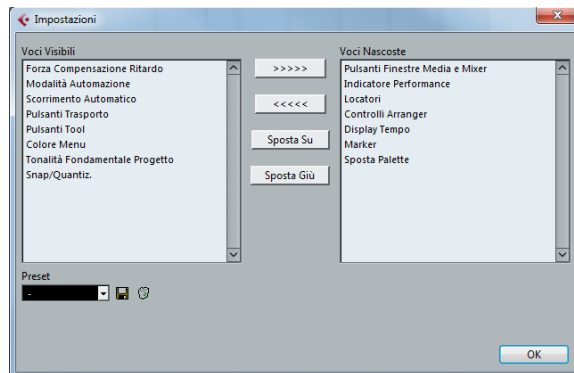 Impostazioni
Voci Visibili
Forza Compensazione Ritardo
Modalità Automazione
Scorrimento Automatico
Pulsanti Trasporto
Pulsanti Tool
Colore Menu
Tonalità Fondamentale Progetto
Snap/Quantiz.
>>>>>
<<<<<
Sposta Su
Sposta Giù
Voci Nascoste
Pulsanti Finestre Media e Mixer
Indicatore Performance
Locatori
Controlli Arranger
Display Tempo
Marker
Sposta Palette
Preset
-
OK